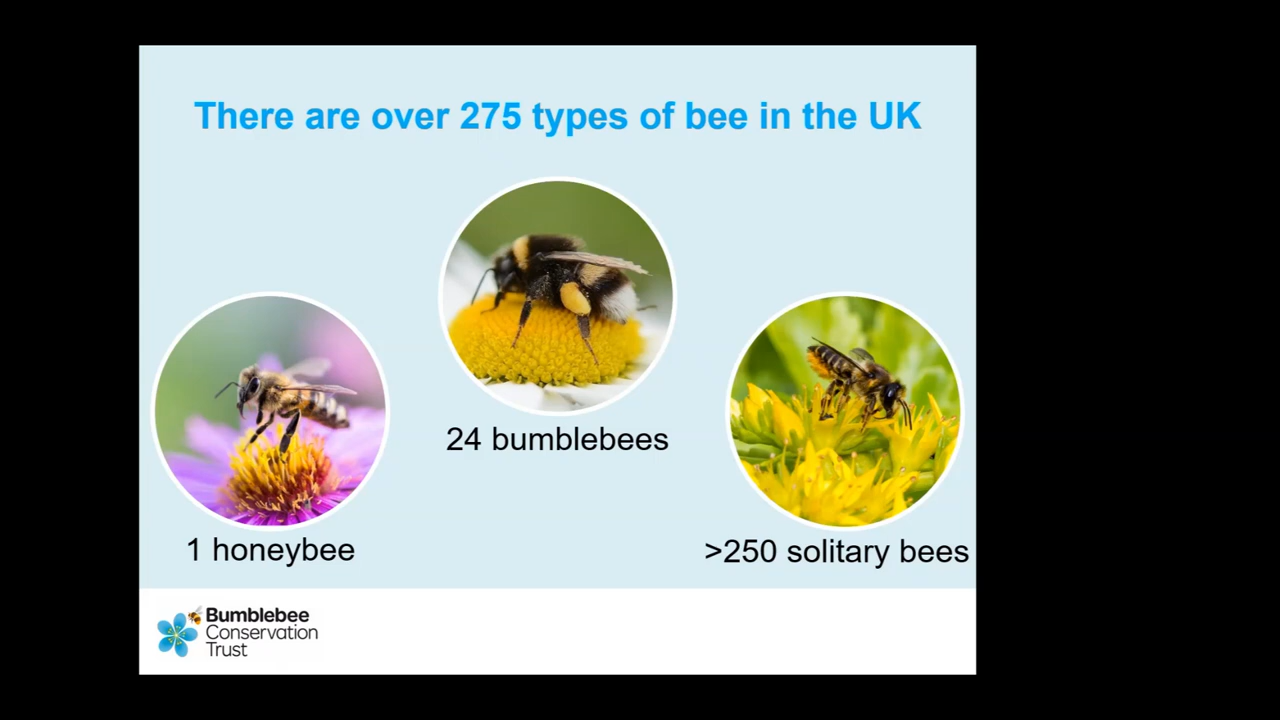 There are over 275 types of bee in the UK
24 bumblebees
1 honeybee
>250 solitary bees
Bumblebee
Conservation
Trust